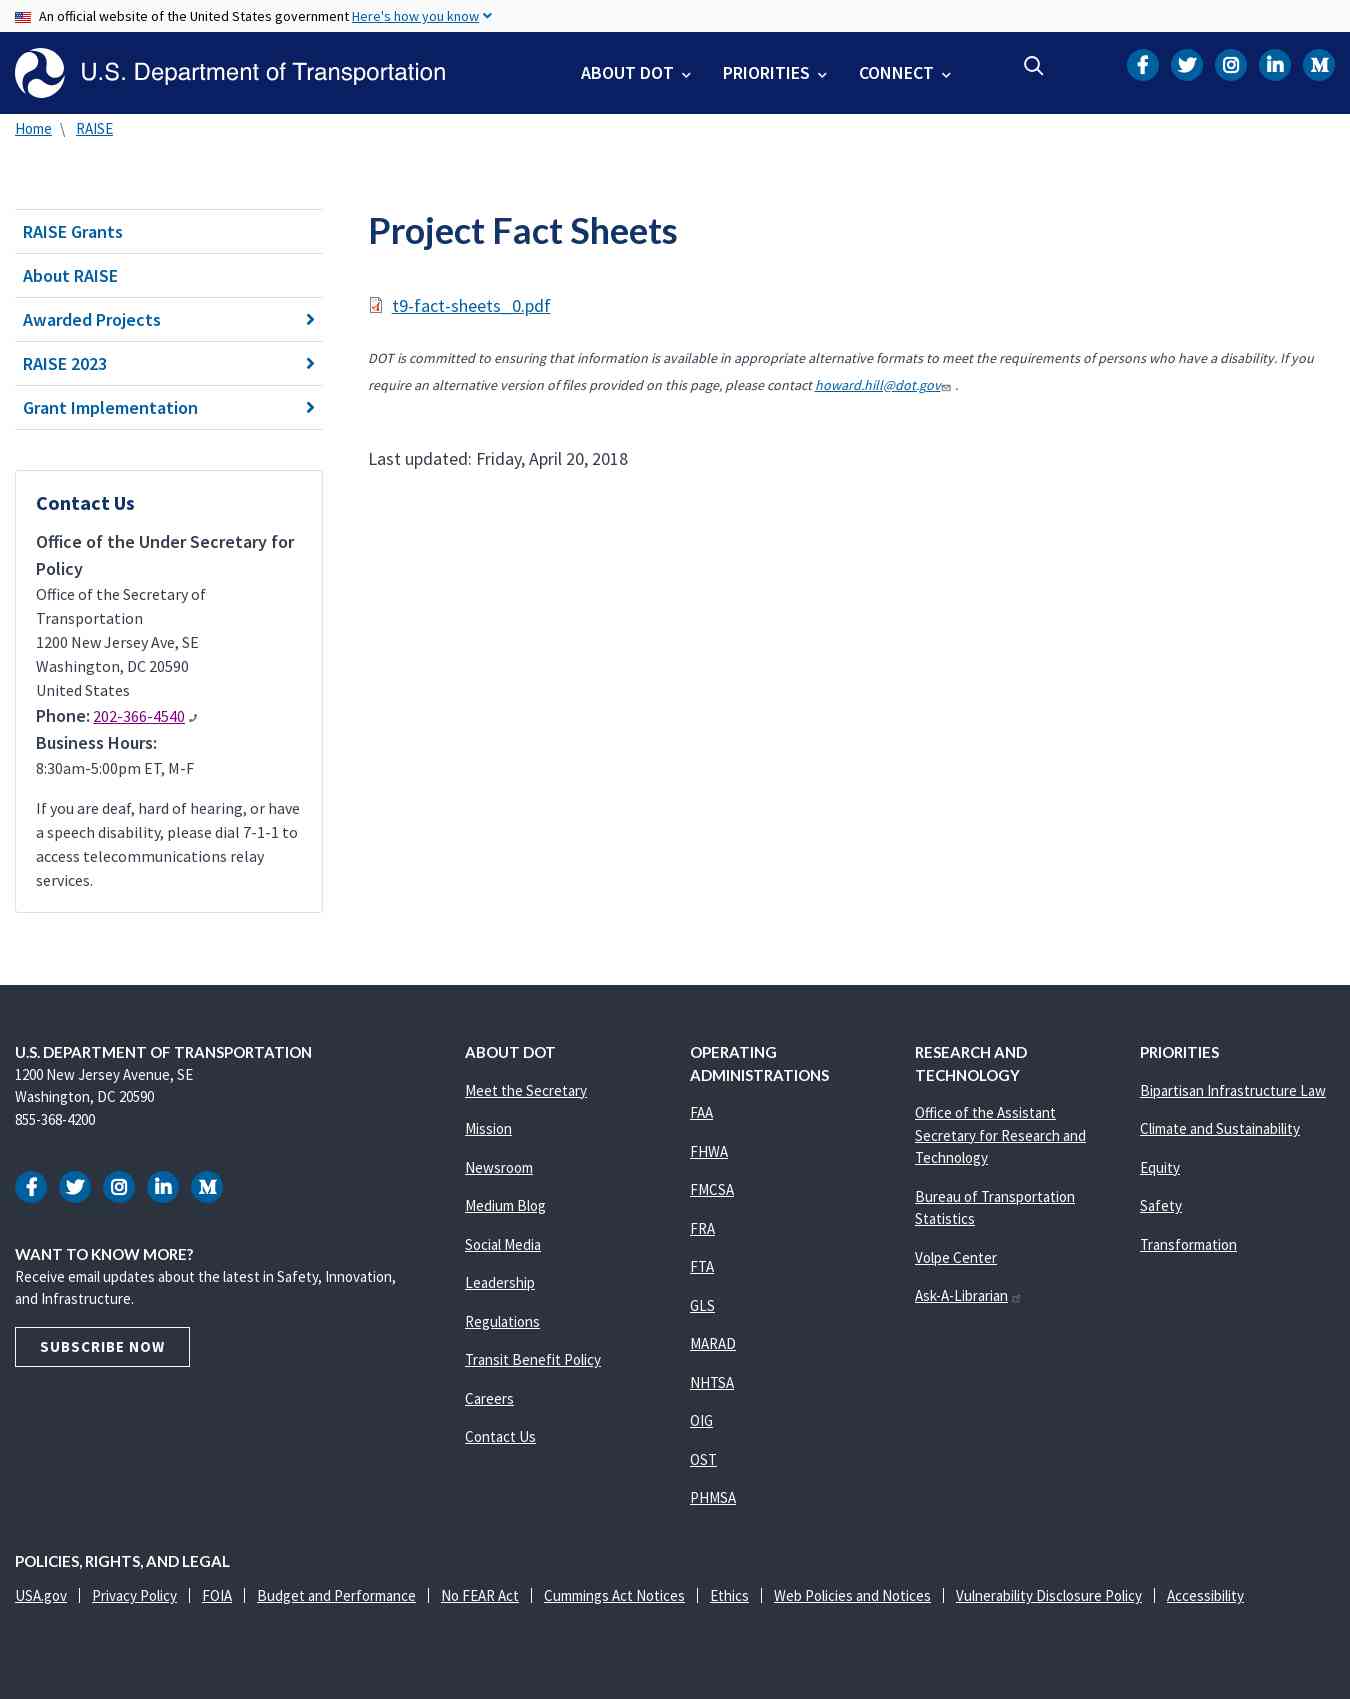 An official website of the United States government Here's how you know
U.S. Department of Transportation
ABOUT DOT
PRIORITIES
CONNECT
Home \ RAISE
RAISE Grants
About RAISE
Awarded Projects
RAISE 2023
Grant Implementation
Contact Us
Office of the Under Secretary for
Policy
Office of the Secretary of
Transportation
1200 New Jersey Ave, SE
Washington, DC 20590
United States
Phone: 202-366-4540
Business Hours:
8:30am-5:00pm ET, M-F
If you are deaf, hard of hearing, or have
a speech disability, please dial 7-1-1 to
access telecommunications relay
services.
Project Fact Sheets
t9-fact-sheets_0.pdf
DOT is committed to ensuring that information is available in appropriate alternative formats to meet the requirements of persons who have a disability. If you
require an alternative version of files provided on this page, please contact howard.hill@dot.gov .
Last updated: Friday, April 20, 2018
U.S. DEPARTMENT OF TRANSPORTATION
1200 New Jersey Avenue, SE
Washington, DC 20590
855-368-4200
WANT TO KNOW MORE?
Receive email updates about the latest in Safety, Innovation,
and Infrastructure.
SUBSCRIBE NOW
ABOUT DOT
Meet the Secretary
Mission
Newsroom
Medium Blog
Social Media
Leadership
Regulations
Transit Benefit Policy
Careers
Contact Us
OPERATING
ADMINISTRATIONS
FAA
FHWA
FMCSA
FRA
FTA
GLS
MARAD
NHTSA
OIG
OST
PHMSA
RESEARCH AND
TECHNOLOGY
Office of the Assistant
Secretary for Research and
Technology
Bureau of Transportation
Statistics
Volpe Center
Ask-A-Librarian
PRIORITIES
Bipartisan Infrastructure Law
Climate and Sustainability
Equity
Safety
Transformation
POLICIES, RIGHTS, AND LEGAL
USA.gov | Privacy Policy | FOIA | Budget and Performance | No FEAR Act | Cummings Act Notices | Ethics | Web Policies and Notices | Vulnerability Disclosure Policy | Accessibility